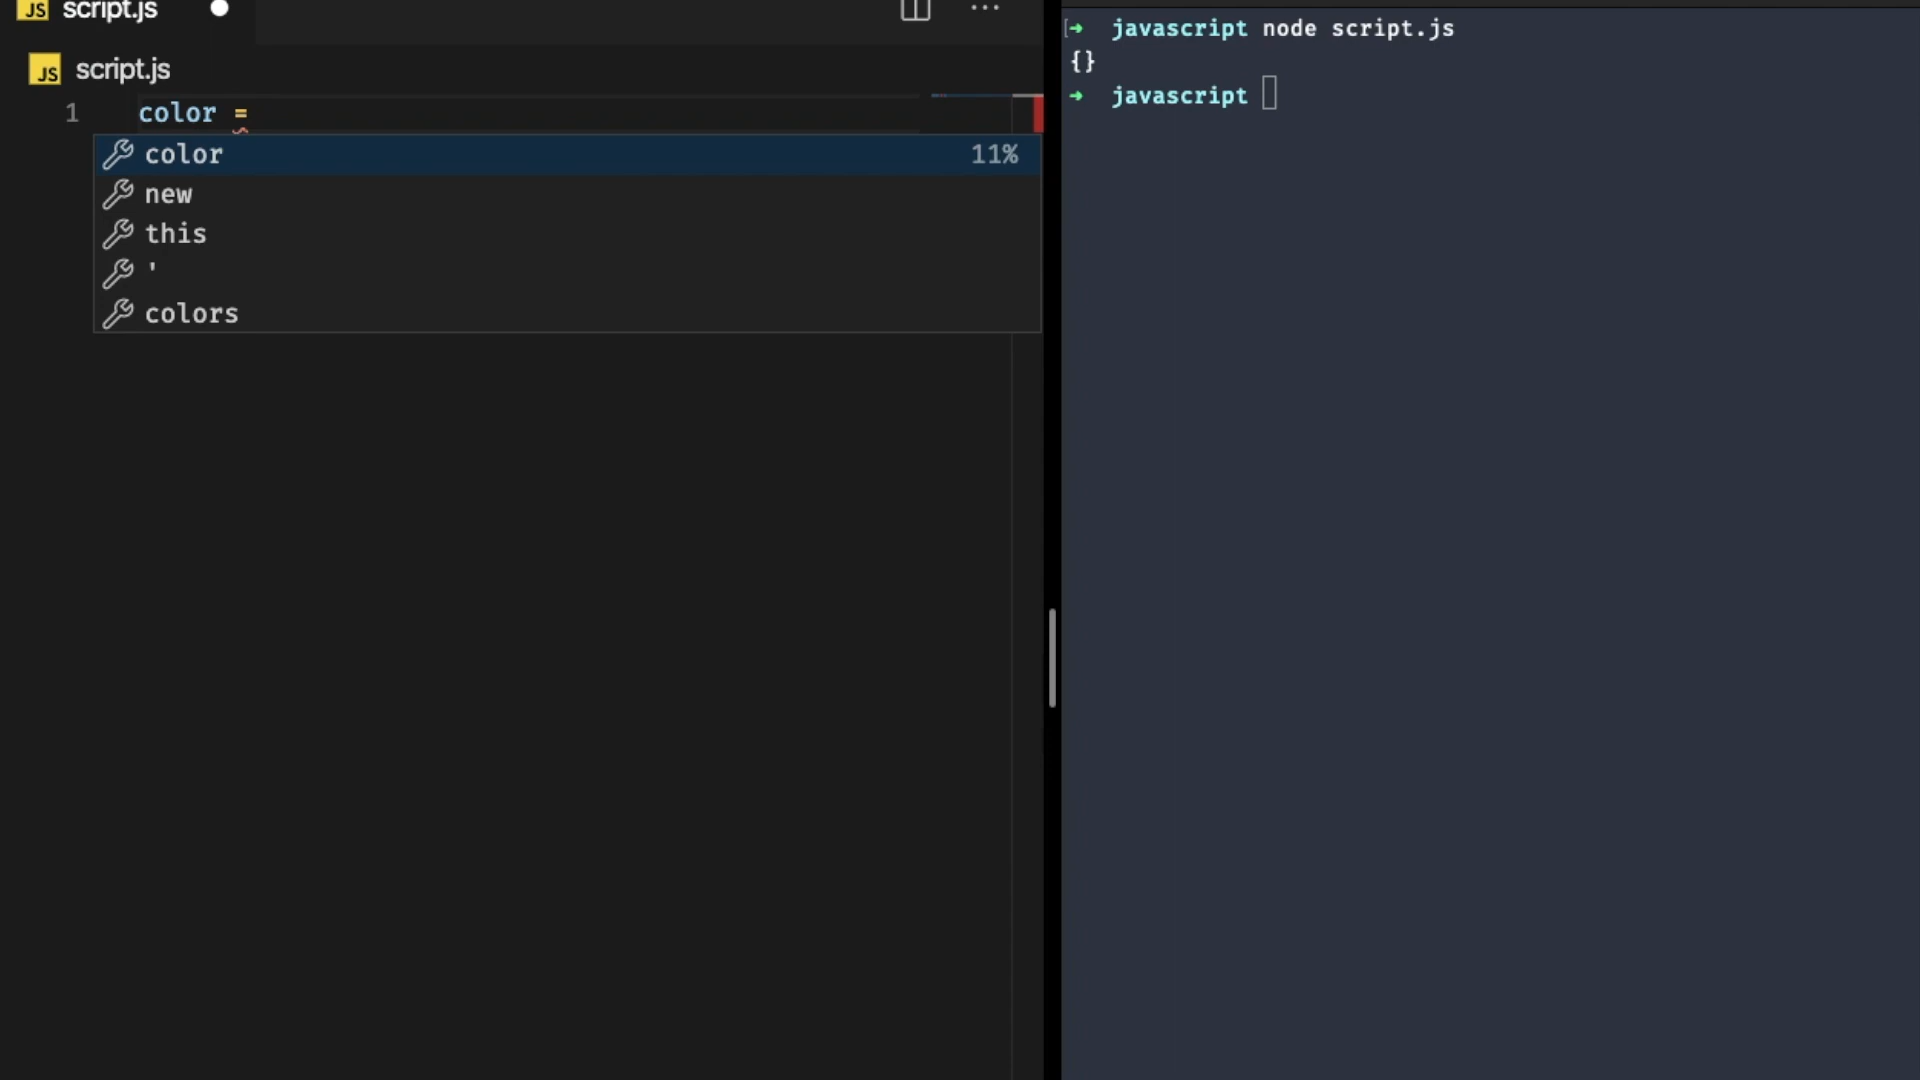 JS script.js
JS script.js
1 color =
color 11%
new
this
'
colors
➜ javascript node script.js
{}
➜ javascript